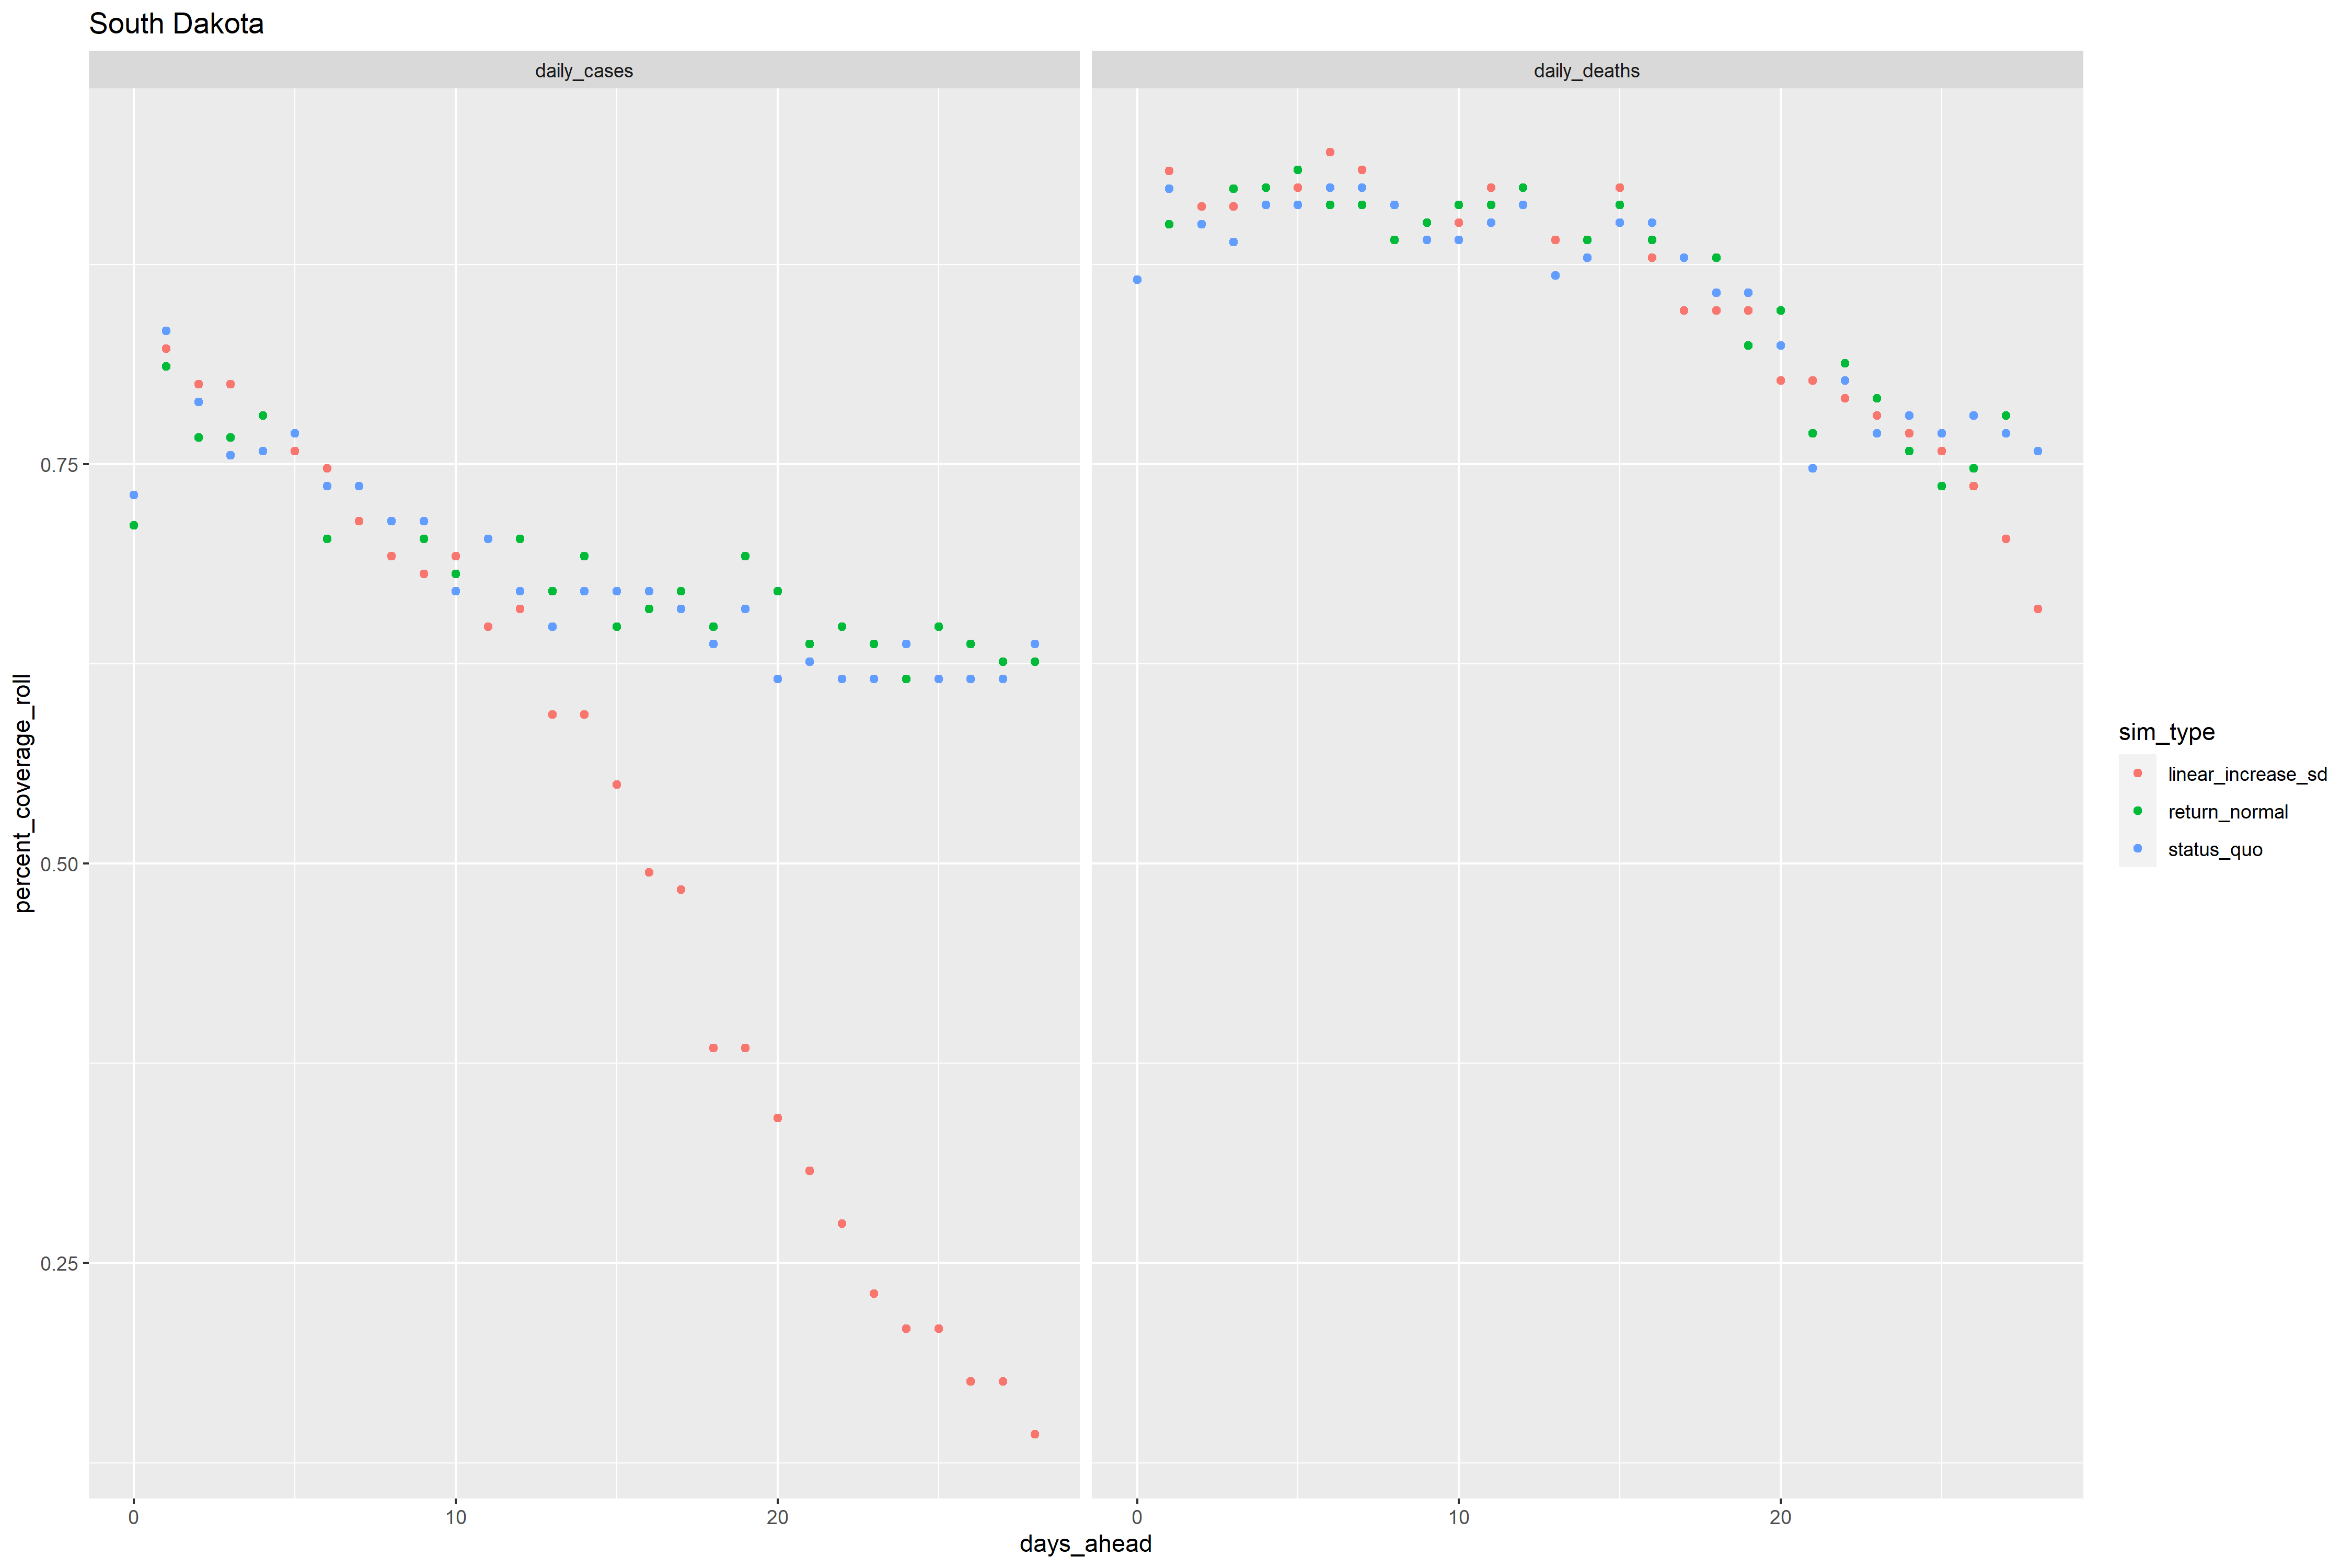 South Dakota
daily_cases
daily_deaths
percent_coverage_roll
0.75
0.50
0.25
0
10
20
0
10
20
days_ahead
sim_type
linear_increase_sd
return_normal
status_quo